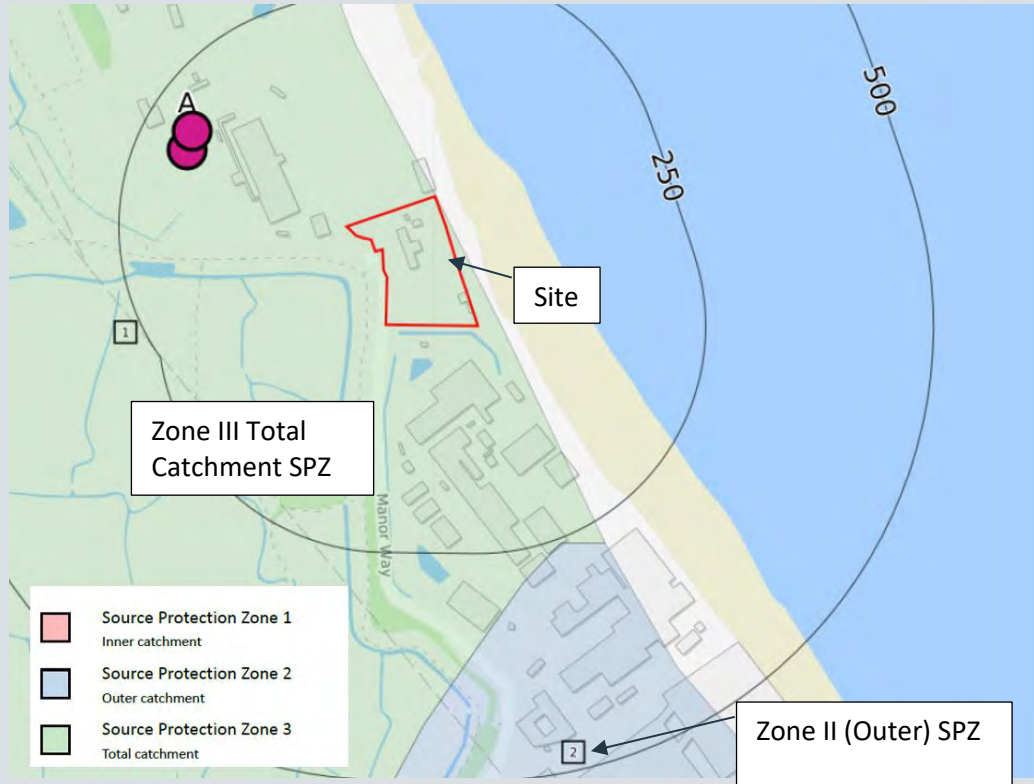 A
500
250
Site
1
Zone III Total
Catchment SPZ
Manor Way
Source Protection Zone 1
Inner catchment
Source Protection Zone 2
Outer catchment
Source Protection Zone 3
Total catchment
2
Zone II (Outer) SPZ